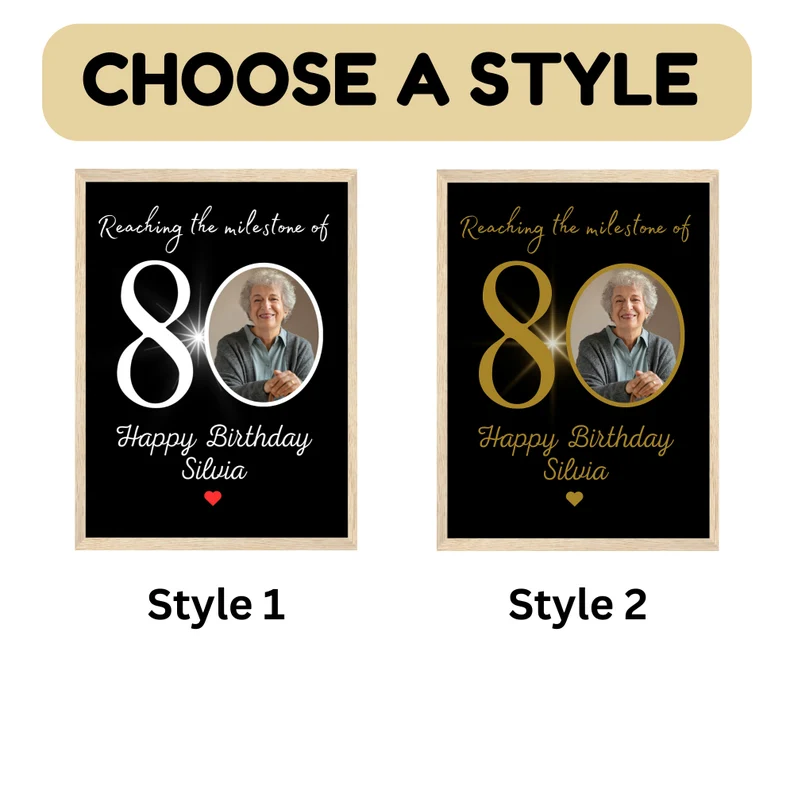 CHOOSE A STYLE
Reaching the milestone of
80
Happy Birthday
Silvia
Reaching the milestone of
80
Happy Birthday
Silvia
Style 1
Style 2